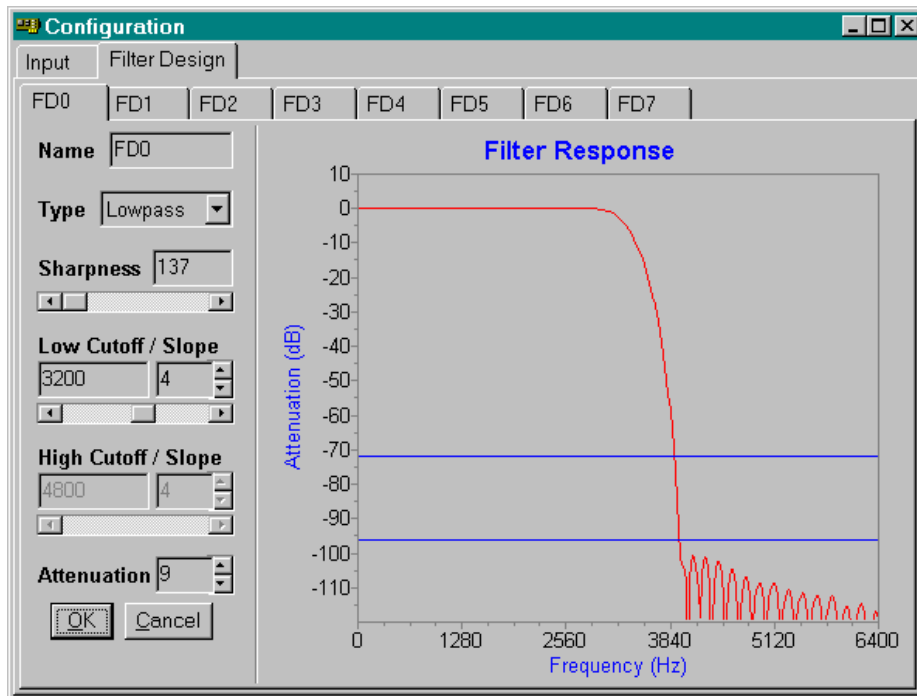 Configuration
Input Filter Design
FD0 FD1 FD2 FD3 FD4 FD5 FD6 FD7
Name FD0
Type Lowpass
Sharpness 137
Low Cutoff / Slope
3200 4
High Cutoff / Slope
4800 4
Attenuation 9
OK Cancel
Filter Response
Attenuation (dB)
10
0
-10
-20
-30
-40
-50
-60
-70
-80
-90
-100
-110
0 1280 2560 3840 5120 6400
Frequency (Hz)